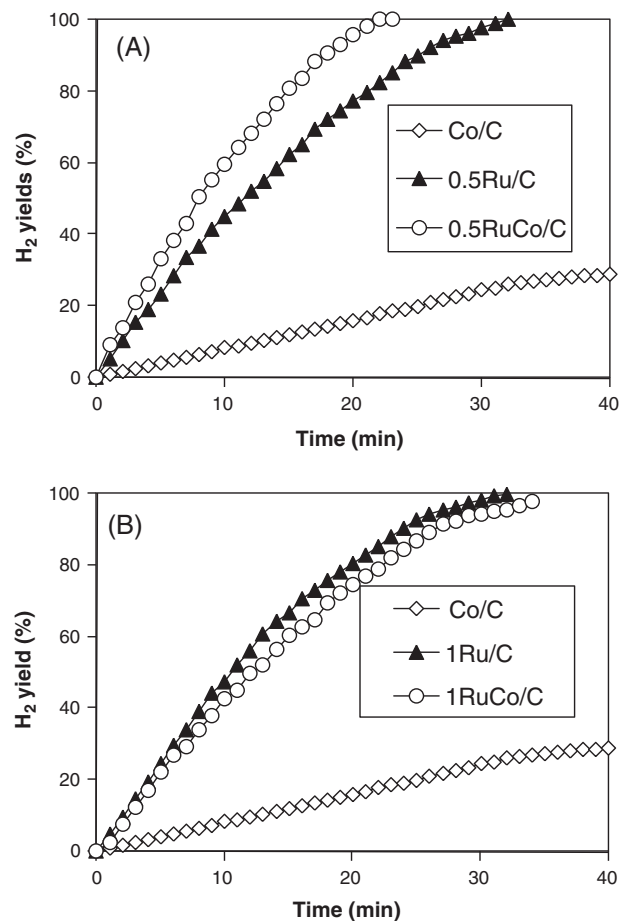 (A)
100
80
60
40
20
0
H₂ yields (%)
Co/C
0.5Ru/C
0.5RuCo/C
0 10 20 30 40
Time (min)
(B)
100
80
60
40
20
0
H₂ yield (%)
Co/C
1Ru/C
1RuCo/C
0 10 20 30 40
Time (min)